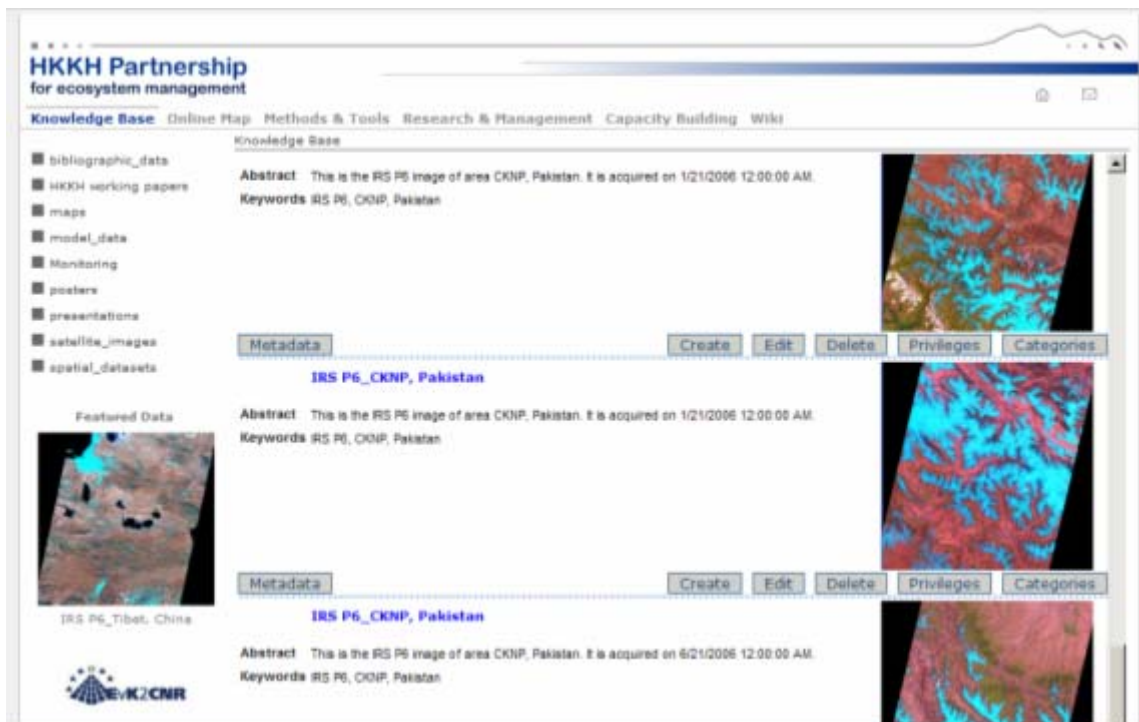 HKKH Partnership
for ecosystem management
Knowledge Base Online Map Methods & Tools Research & Management Capacity Building Wiki
Knowledge Base
bibliographic_data
HKKH working papers
maps
model_data
Monitoring
posters
presentations
satellite_images
spatial_datasets
Featured Data
IRS P6_Tibet, China
EvK2CNR
Abstract This is the IRS P6 image of area CKNP, Pakistan. It is acquired on 1/21/2006 12:00:00 AM.
Keywords IRS P6, CKNP, Pakistan
Metadata Create Edit Delete Privileges Categories
IRS P6_CKNP, Pakistan
Abstract This is the IRS P6 image of area CKNP, Pakistan. It is acquired on 1/21/2006 12:00:00 AM.
Keywords IRS P6, CKNP, Pakistan
Metadata Create Edit Delete Privileges Categories
IRS P6_CKNP, Pakistan
Abstract This is the IRS P6 image of area CKNP, Pakistan. It is acquired on 6/21/2006 12:00:00 AM.
Keywords IRS P6, CKNP, Pakistan